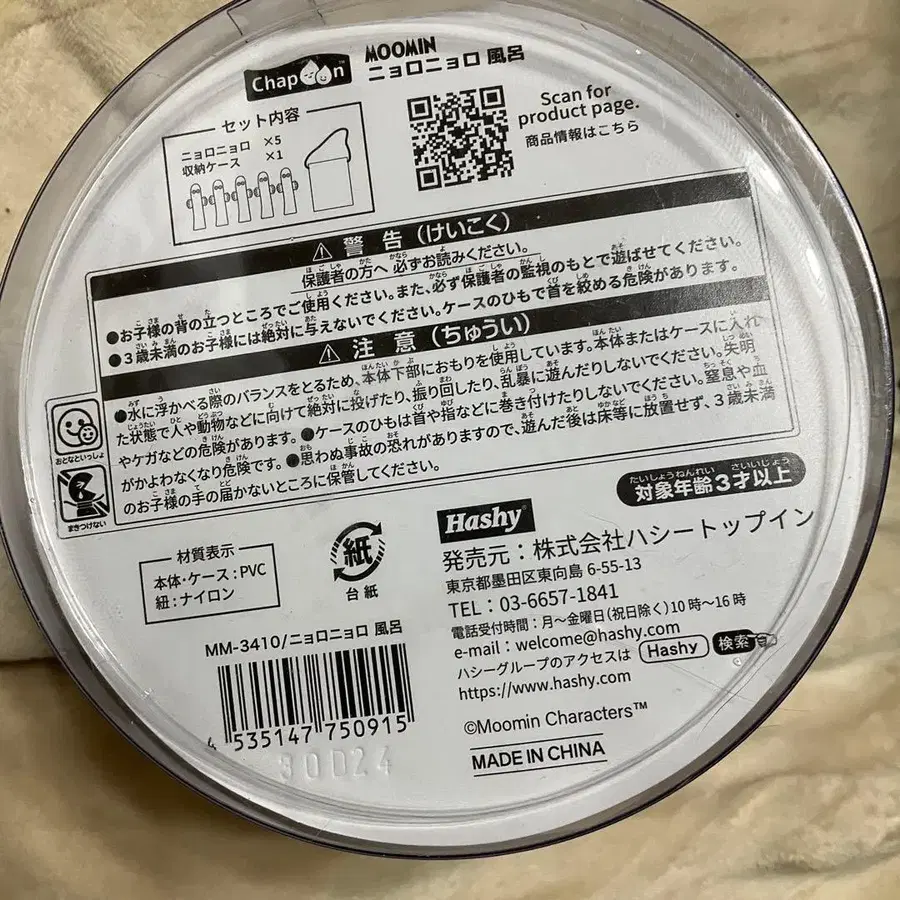 Chapoon™
MOOMIN
ニョロニョロ 風呂
Scan for
product page.
商品情報はこちら
セット内容
ニョロニョロ ×5
収納ケース ×1
警告（けいこく）
保護者の方へ 必ずお読みください。
●お子様の背の立つところでご使用ください。また、必ず保護者の監視のもとで遊ばせてください。
●3歳未満のお子様には絶対に与えないでください。ケースのひもで首を絞める危険があります。
注意（ちゅうい）
●水に浮かべる際のバランスをとるため、本体下部におもりを使用しています。本体またはケースに入れ
た状態で人や動物などに向けて絶対に投げたり、振り回したり、乱暴に遊んだりしないでください。失明
やケガなどの危険があります。●ケースのひもは首や指などに巻き付けたりしないでください。窒息や血
がかよわなくなり危険です。●思わぬ事故の恐れがありますので、遊んだ後は床等に放置せず、3歳未満
のお子様の手の届かないところに保管してください。
おとなといっしょ
まきつけない
たいしょうねんれい さいいじょう
対象年齢3才以上
材質表示
本体・ケース：PVC
紐：ナイロン
紙
台紙
Hashy
発売元：株式会社ハシートップイン
東京都墨田区東向島 6-55-13
TEL：03-6657-1841
電話受付時間：月～金曜日(祝日除く)10時～16時
e-mail：welcome@hashy.com
ハシーグループのアクセスは Hashy 検索
https://www.hashy.com
MM-3410/ニョロニョロ 風呂
4 535147 750915
©Moomin Characters™
MADE IN CHINA